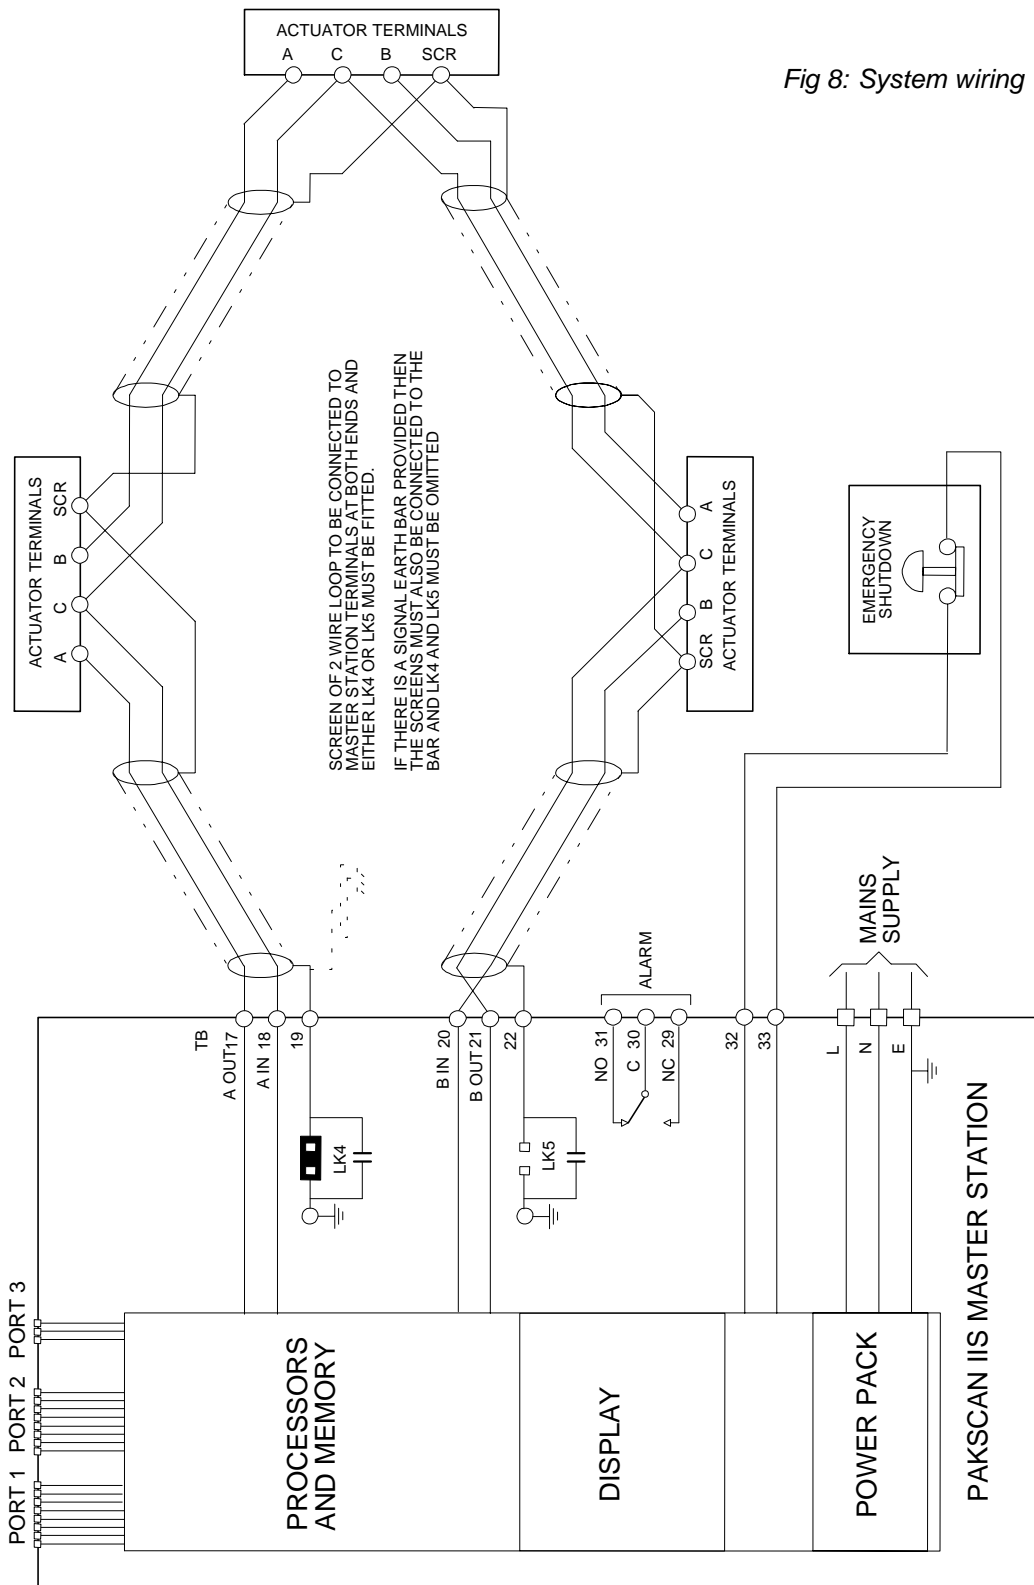 Fig 8: System wiring
ACTUATOR TERMINALS
A C B SCR
ACTUATOR TERMINALS
A C B SCR
SCREEN OF 2 WIRE LOOP TO BE CONNECTED TO
MASTER STATION TERMINALS AT BOTH ENDS AND
EITHER LK4 OR LK5 MUST BE FITTED.
IF THERE IS A SIGNAL EARTH BAR PROVIDED THEN
THE SCREENS MUST ALSO BE CONNECTED TO THE
BAR AND LK4 AND LK5 MUST BE OMITTED
SCR B C A
ACTUATOR TERMINALS
EMERGENCY
SHUTDOWN
TB
A OUT 17
A IN 18
19
LK4
B IN 20
B OUT 21
22
LK5
NO 31
C 30
NC 29
ALARM
32
33
L
N
E
MAINS
SUPPLY
PORT 1 PORT 2 PORT 3
PROCESSORS
AND MEMORY
DISPLAY
POWER PACK
PAKSCAN IIS MASTER STATION